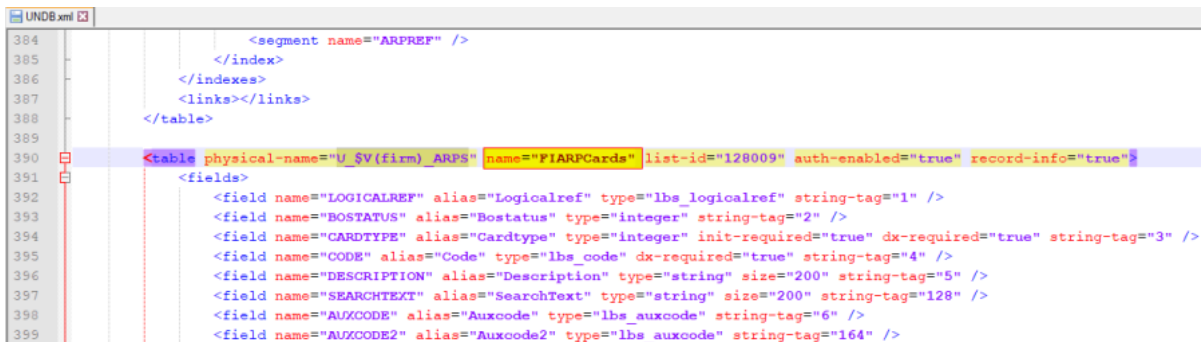 UNDB.xml
384 <segment name="ARPREF" />
385 </index>
386 </indexes>
387 <links></links>
388 </table>
389
390 <table physical-name="U_$V(firm)_ARPS" name="FIARPCards" list-id="128009" auth-enabled="true" record-info="true">
391 <fields>
392 <field name="LOGICALREF" alias="Logicalref" type="lbs_logicalref" string-tag="1" />
393 <field name="BOSTATUS" alias="Bostatus" type="integer" string-tag="2" />
394 <field name="CARDTYPE" alias="Cardtype" type="integer" init-required="true" dx-required="true" string-tag="3" />
395 <field name="CODE" alias="Code" type="lbs_code" dx-required="true" string-tag="4" />
396 <field name="DESCRIPTION" alias="Description" type="string" size="200" string-tag="5" />
397 <field name="SEARCHTEXT" alias="SearchText" type="string" size="200" string-tag="128" />
398 <field name="AUXCODE" alias="Auxcode" type="lbs_auxcode" string-tag="6" />
399 <field name="AUXCODE2" alias="Auxcode2" type="lbs auxcode" string-tag="164" />